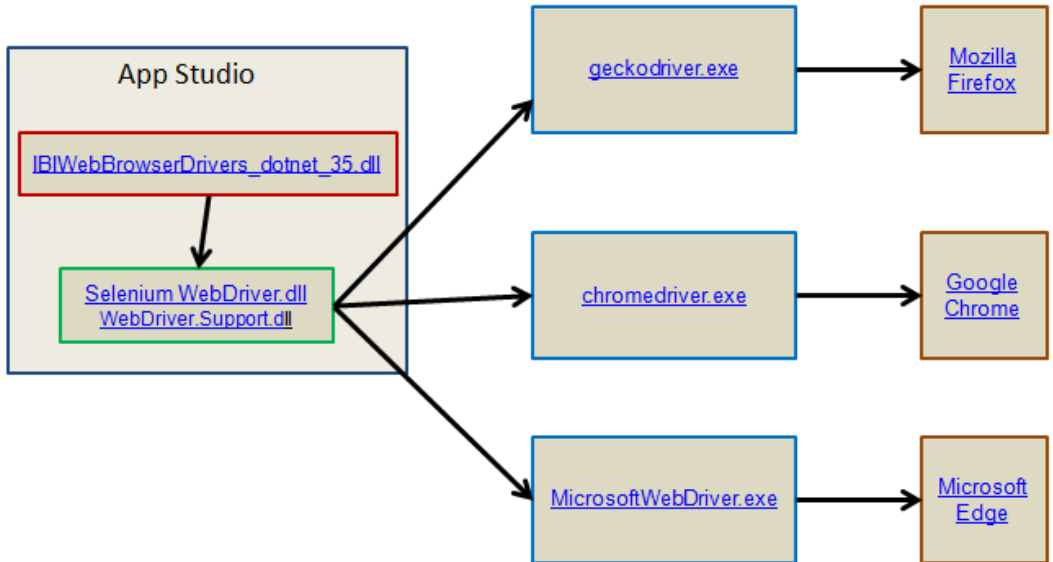 App Studio
IBIWebBrowserDrivers_dotnet_35.dll
Selenium WebDriver.dll
WebDriver.Support.dll
geckodriver.exe
Mozilla
Firefox
chromedriver.exe
Google
Chrome
MicrosoftWebDriver.exe
Microsoft
Edge